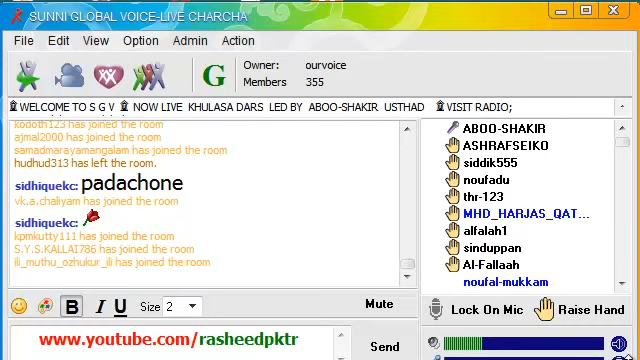 SUNNI GLOBAL VOICE-LIVE CHARCHA
File Edit View Option Admin Action
G
Owner: ourvoice
Members 355
WELCOME TO S G V NOW LIVE KHULASA DARS LED BY ABOO-SHAKIR USTHAD VISIT RADIO;
kodoth123 has joined the room
ajmal2000 has joined the room
samadmarayamangalam has joined the room
hudhud313 has left the room.
sidhiquekc: padachone
vk.a.chaliyam has joined the room
sidhiquekc:
kpmkutty111 has joined the room
S.Y.S.KALLAI786 has joined the room
ili_muthu_ozhukur_ili has joined the room
ABOO-SHAKIR
ASHRAFSEIKO
siddik555
noufadu
thr-123
MHD_HARJAS_QAT...
alfalah1
sinduppan
Al-Fallaah
noufal-mukkam
B I U Size 2 Mute
Lock On Mic Raise Hand
www.youtube.com/rasheedpktr
Send